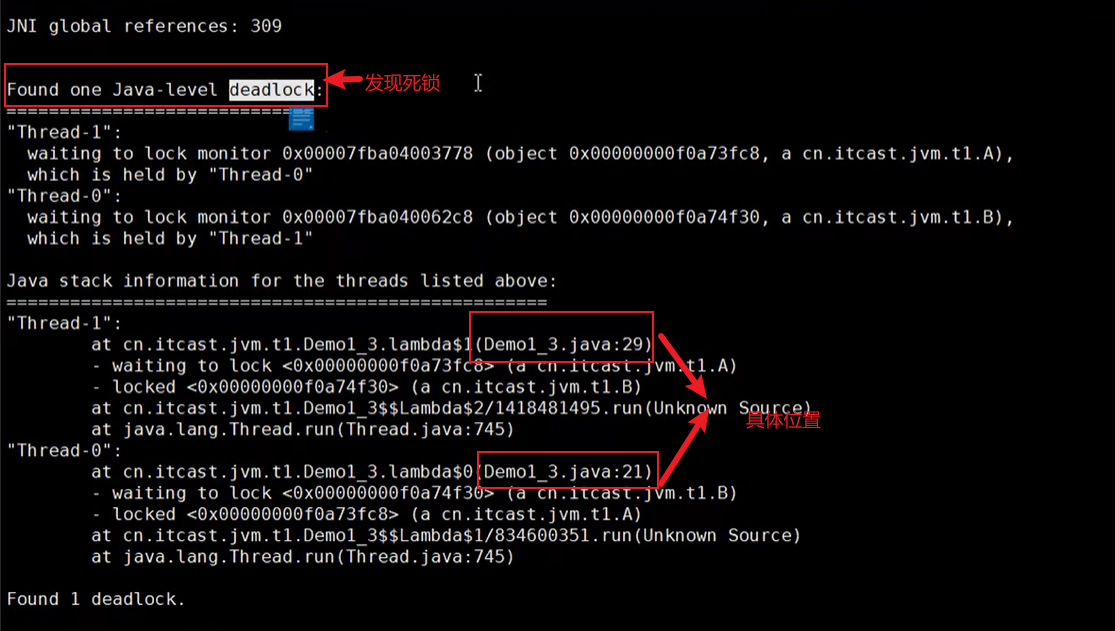 JNI global references: 309
Found one Java-level deadlock:
发现死锁
=============================
"Thread-1":
  waiting to lock monitor 0x00007fba04003778 (object 0x00000000f0a73fc8, a cn.itcast.jvm.t1.A),
  which is held by "Thread-0"
"Thread-0":
  waiting to lock monitor 0x00007fba040062c8 (object 0x00000000f0a74f30, a cn.itcast.jvm.t1.B),
  which is held by "Thread-1"
Java stack information for the threads listed above:
===================================================
"Thread-1":
        at cn.itcast.jvm.t1.Demo1_3.lambda$1(Demo1_3.java:29)
        - waiting to lock <0x00000000f0a73fc8> (a cn.itcast.jvm.t1.A)
        - locked <0x00000000f0a74f30> (a cn.itcast.jvm.t1.B)
        at cn.itcast.jvm.t1.Demo1_3$$Lambda$2/1418481495.run(Unknown Source)
具体位置
        at java.lang.Thread.run(Thread.java:745)
"Thread-0":
        at cn.itcast.jvm.t1.Demo1_3.lambda$0(Demo1_3.java:21)
        - waiting to lock <0x00000000f0a74f30> (a cn.itcast.jvm.t1.B)
        - locked <0x00000000f0a73fc8> (a cn.itcast.jvm.t1.A)
        at cn.itcast.jvm.t1.Demo1_3$$Lambda$1/834600351.run(Unknown Source)
        at java.lang.Thread.run(Thread.java:745)
Found 1 deadlock.